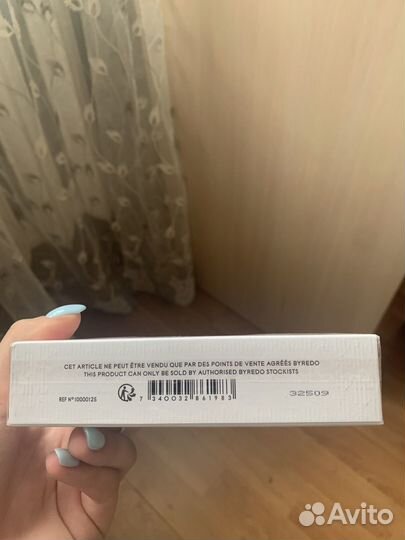 CET ARTICLE NE PEUT ÊTRE VENDU QUE PAR DES POINTS DE VENTE AGRÉÉS BYREDO
THIS PRODUCT CAN ONLY BE SOLD BY AUTHORISED BYREDO STOCKISTS
REF Nº10000125
7 340032 861983
32509
Avito